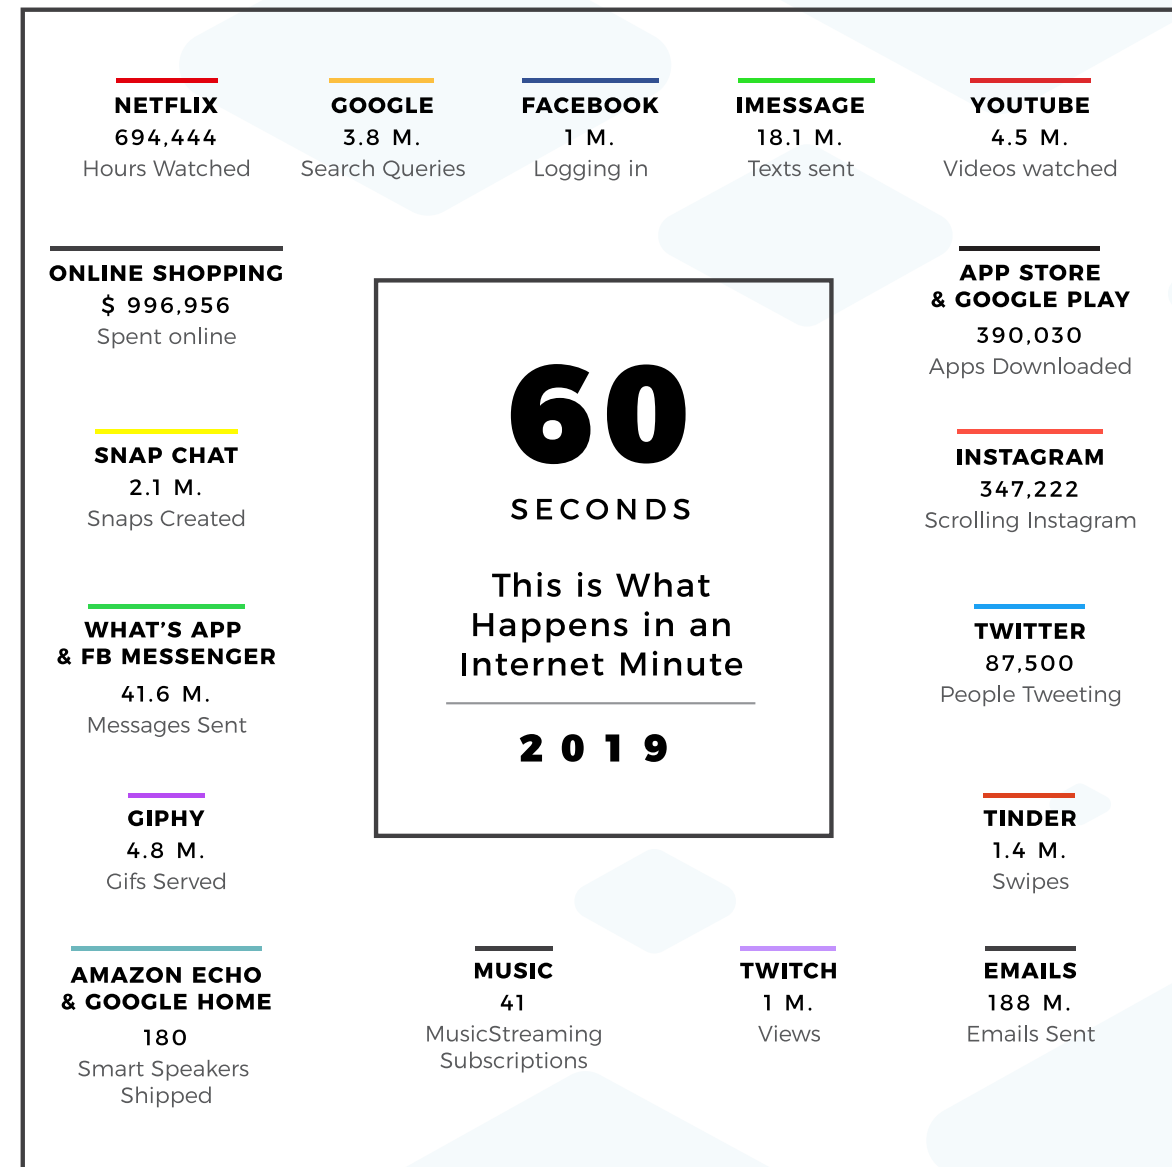 NETFLIX
694,444
Hours Watched
GOOGLE
3.8 M.
Search Queries
FACEBOOK
1 M.
Logging in
IMESSAGE
18.1 M.
Texts sent
YOUTUBE
4.5 M.
Videos watched
ONLINE SHOPPING
$ 996,956
Spent online
APP STORE
& GOOGLE PLAY
390,030
Apps Downloaded
60
SECONDS
This is What
Happens in an
Internet Minute
2019
SNAP CHAT
2.1 M.
Snaps Created
INSTAGRAM
347,222
Scrolling Instagram
WHAT'S APP
& FB MESSENGER
41.6 M.
Messages Sent
TWITTER
87,500
People Tweeting
GIPHY
4.8 M.
Gifs Served
TINDER
1.4 M.
Swipes
AMAZON ECHO
& GOOGLE HOME
180
Smart Speakers
Shipped
MUSIC
41
MusicStreaming
Subscriptions
TWITCH
1 M.
Views
EMAILS
188 M.
Emails Sent